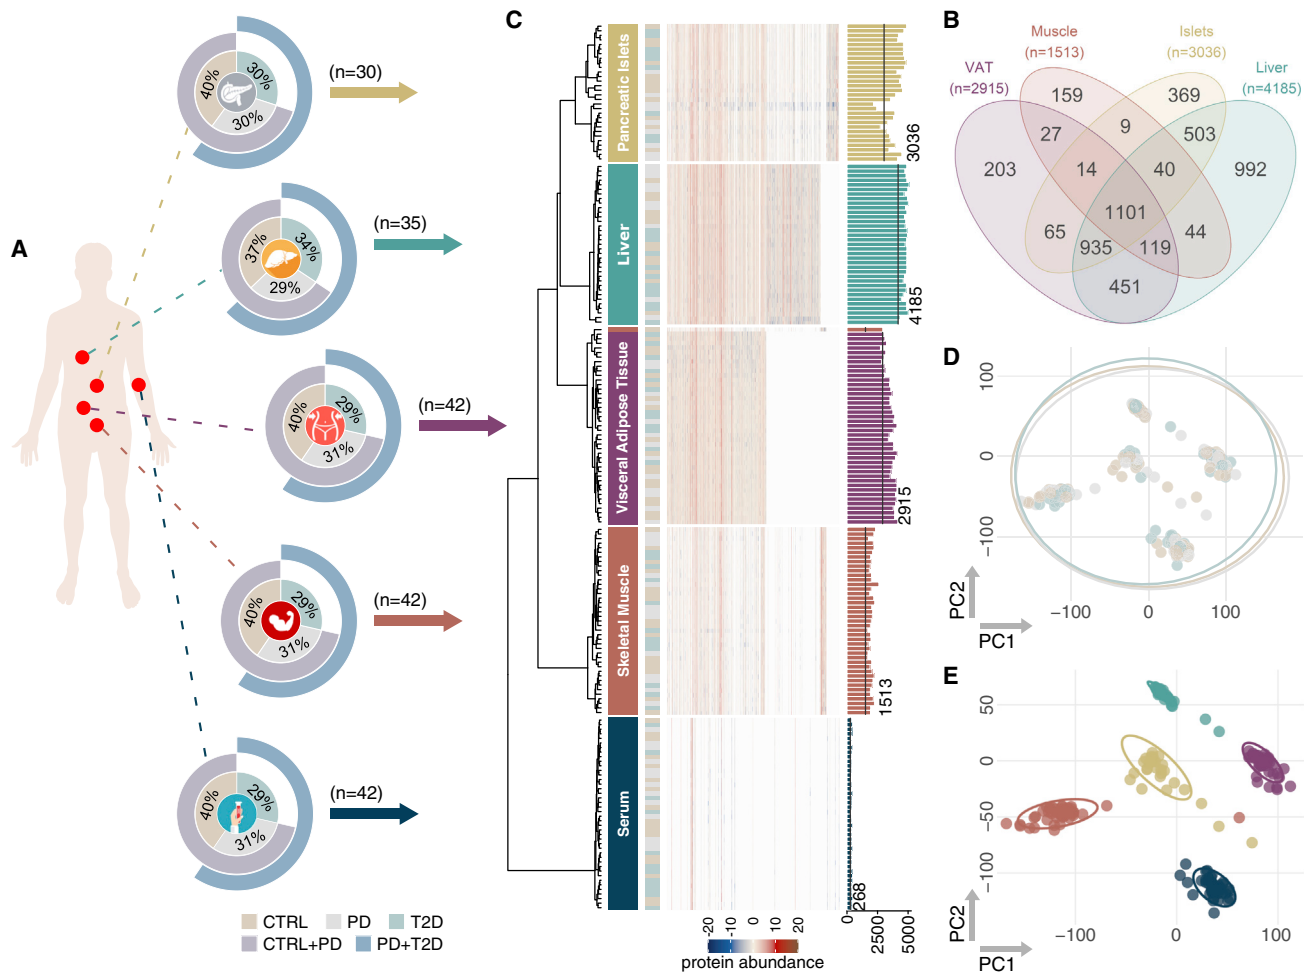 A
40%
30%
30%
(n=30)
37%
34%
29%
(n=35)
40%
29%
31%
(n=42)
40%
29%
31%
(n=42)
40%
29%
31%
(n=42)
CTRL
PD
T2D
CTRL+PD
PD+T2D
C
Pancreatic Islets
Liver
Visceral Adipose Tissue
Skeletal Muscle
Serum
3036
4185
2915
1513
268
0
2500
5000
-20
-10
0
10
20
protein abundance
B
Muscle
(n=1513)
Islets
(n=3036)
VAT
(n=2915)
Liver
(n=4185)
159
369
27
9
503
203
14
40
992
1101
65
935
119
44
451
D
100
0
−100
−100
0
100
PC2
PC1
E
50
0
−50
−100
−100
0
100
PC2
PC1